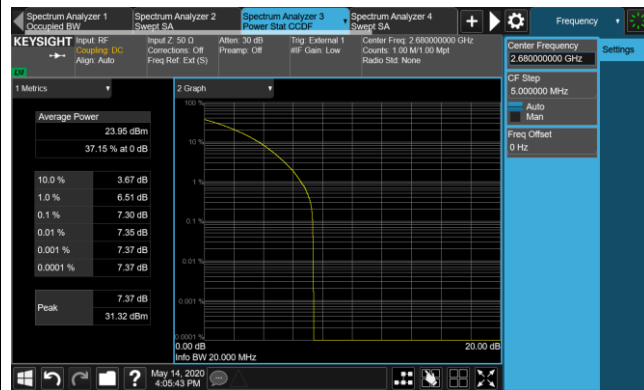 Spectrum Analyzer 1
Occupied BW
Spectrum Analyzer 2
Swept SA
Spectrum Analyzer 3
Power Stat CCDF
Spectrum Analyzer 4
Swept SA
Frequency
KEYSIGHT
Input: RF
Coupling: DC
Align: Auto
Input Z: 50 Ω
Corrections: Off
Freq Ref: Ext (S)
Atten: 30 dB
Preamp: Off
Trig: External 1
#IF Gain: Low
Center Freq: 2.680000000 GHz
Counts: 1.00 M/1.00 Mpt
Radio Std: None
Center Frequency
2.680000000 GHz
Settings
CF Step
5.000000 MHz
Auto
Man
Freq Offset
0 Hz
1 Metrics
Average Power
23.95 dBm
37.15 % at 0 dB
10.0 % 3.67 dB
1.0 % 6.51 dB
0.1 % 7.30 dB
0.01 % 7.35 dB
0.001 % 7.37 dB
0.0001 % 7.37 dB
Peak 7.37 dB
31.32 dBm
2 Graph
100 %
10 %
1 %
0.1 %
0.01 %
0.001 %
0.0001 %
0.00 dB 20.00 dB
Info BW 20.000 MHz
May 14, 2020
4:05:43 PM